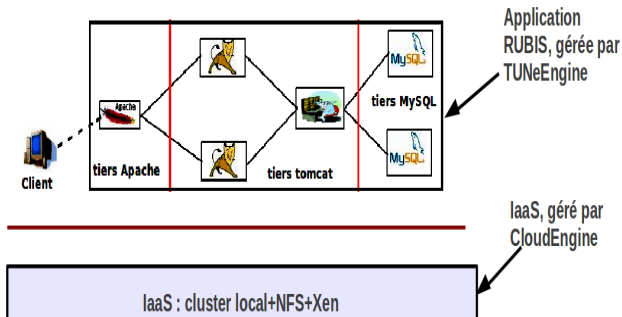 Application
RUBIS, gérée par
TUNeEngine
Apache
MySQL
tiers MySQL
MySQL
tiers Apache
tiers tomcat
Client
IaaS, géré par
CloudEngine
IaaS : cluster local+NFS+Xen